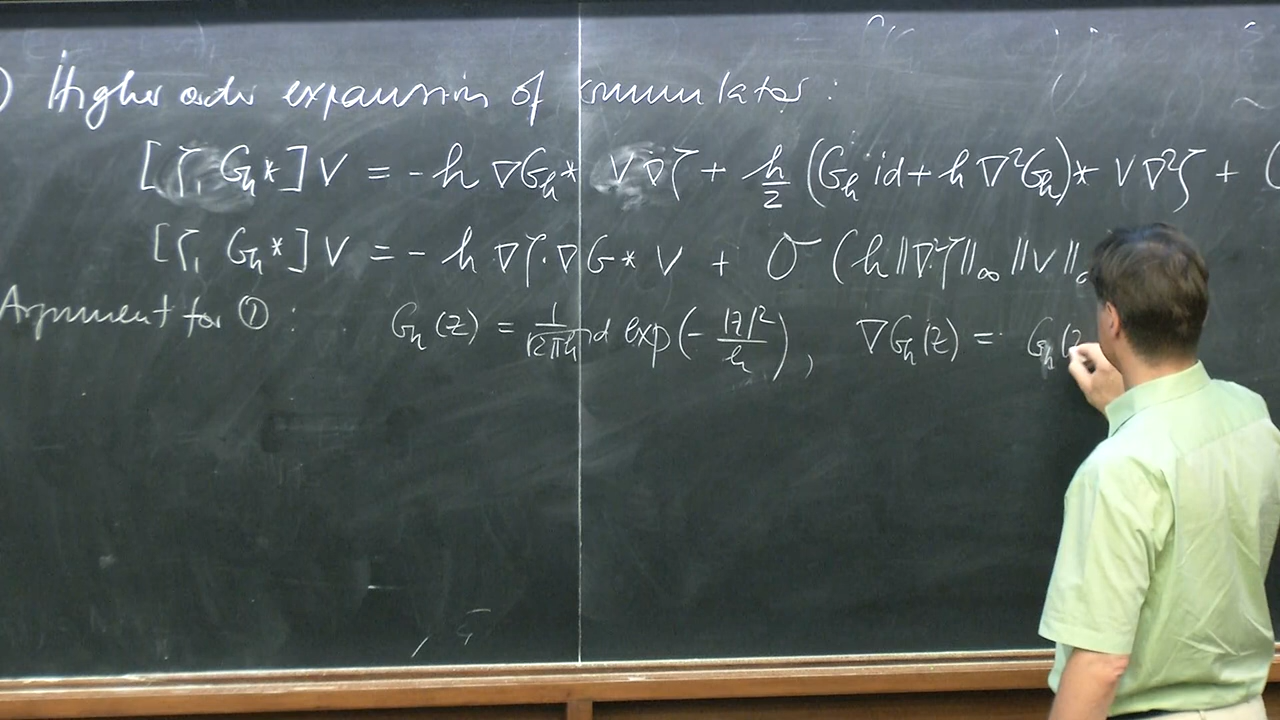 ) Higher order expansion of commutator :
[ζ, G_h *] V = - h ∇G_h * V ∇ζ + h/2 (G_h id + h ∇²G_h) * V ∇²ζ + (
[ζ, G_h *] V = - h ∇ζ · ∇G * V + O (h ‖∇²ζ‖_∞ ‖V‖
Argument for ① : G_h (z) = 1/√2πh^d exp(- |z|²/h) , ∇G_h (z) = · G_h (z